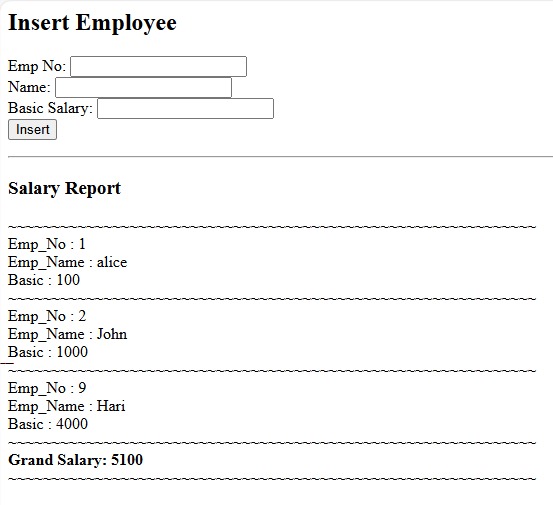 Insert Employee
Emp No:
Name:
Basic Salary:
Insert
Salary Report
~~~~~~~~~~~~~~~~~~~~~~~~~~~~~~~~~~~~~~~~~~~~~~~~~~~~~~~~~~~~~~~~~~
Emp_No : 1
Emp_Name : alice
Basic : 100
~~~~~~~~~~~~~~~~~~~~~~~~~~~~~~~~~~~~~~~~~~~~~~~~~~~~~~~~~~~~~~~~~~
Emp_No : 2
Emp_Name : John
Basic : 1000
~~~~~~~~~~~~~~~~~~~~~~~~~~~~~~~~~~~~~~~~~~~~~~~~~~~~~~~~~~~~~~~~~~
Emp_No : 9
Emp_Name : Hari
Basic : 4000
~~~~~~~~~~~~~~~~~~~~~~~~~~~~~~~~~~~~~~~~~~~~~~~~~~~~~~~~~~~~~~~~~~
Grand Salary: 5100
~~~~~~~~~~~~~~~~~~~~~~~~~~~~~~~~~~~~~~~~~~~~~~~~~~~~~~~~~~~~~~~~~~